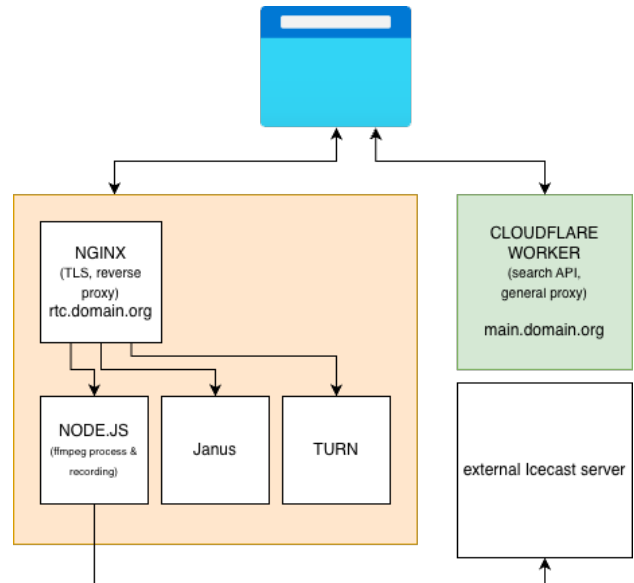 NGINX
(TLS, reverse
proxy)
rtc.domain.org
CLOUDFLARE
WORKER
(search API,
general proxy)
main.domain.org
NODE.JS
(ffmpeg process &
recording)
Janus
TURN
external Icecast server